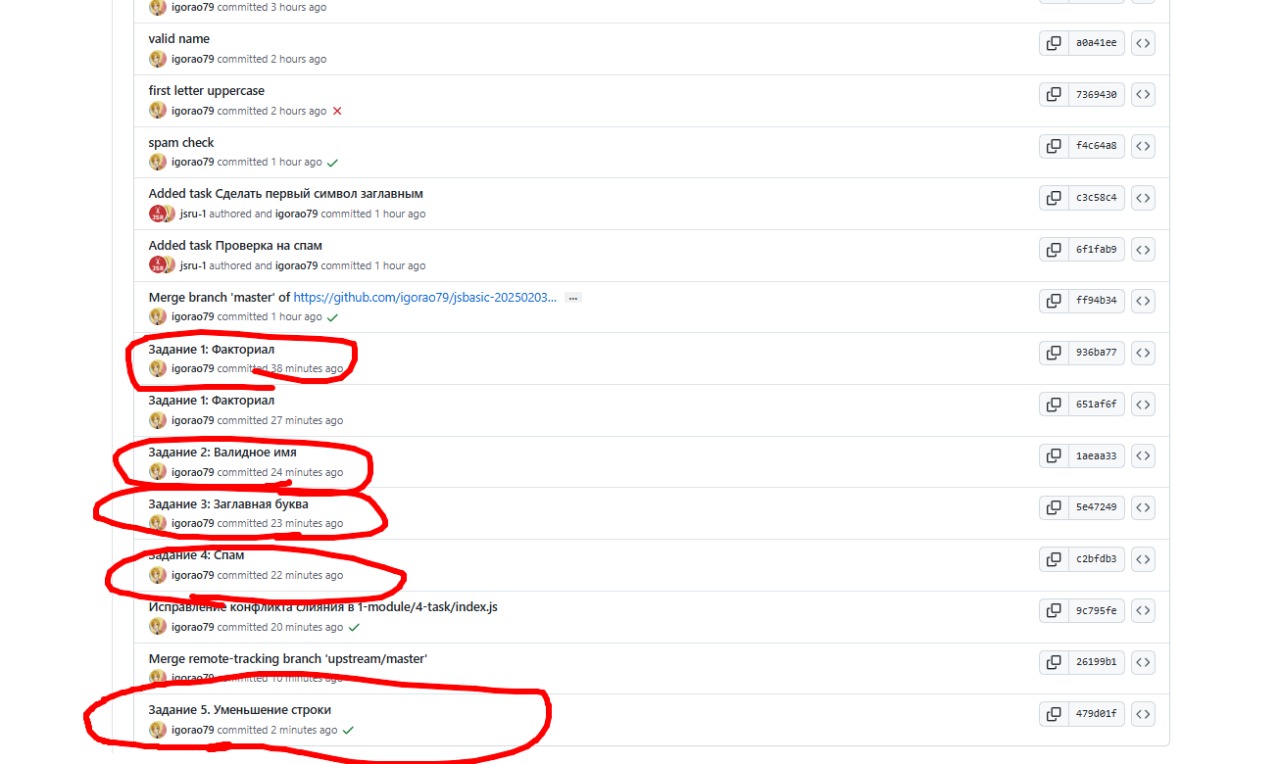 igorao79 committed 3 hours ago
valid name
a0a41ee
igorao79 committed 2 hours ago
first letter uppercase
7369430
igorao79 committed 2 hours ago
spam check
f4c64a8
igorao79 committed 1 hour ago
Added task Сделать первый символ заглавным
c3c58c4
jsru-1 authored and igorao79 committed 1 hour ago
Added task Проверка на спам
6f1fab9
jsru-1 authored and igorao79 committed 1 hour ago
Merge branch 'master' of https://github.com/igorao79/jsbasic-20250203...
ff94b34
igorao79 committed 1 hour ago
Задание 1: Факториал
936ba77
igorao79 committed 38 minutes ago
Задание 1: Факториал
651af6f
igorao79 committed 27 minutes ago
Задание 2: Валидное имя
1aeaa33
igorao79 committed 24 minutes ago
Задание 3: Заглавная буква
5e47249
igorao79 committed 23 minutes ago
Задание 4: Спам
c2bfdb3
igorao79 committed 22 minutes ago
Исправление конфликта слияния в 1-module/4-task/index.js
9c795fe
igorao79 committed 20 minutes ago
Merge remote-tracking branch 'upstream/master'
26199b1
igorao79 committed 10 minutes ago
Задание 5. Уменьшение строки
479d01f
igorao79 committed 2 minutes ago